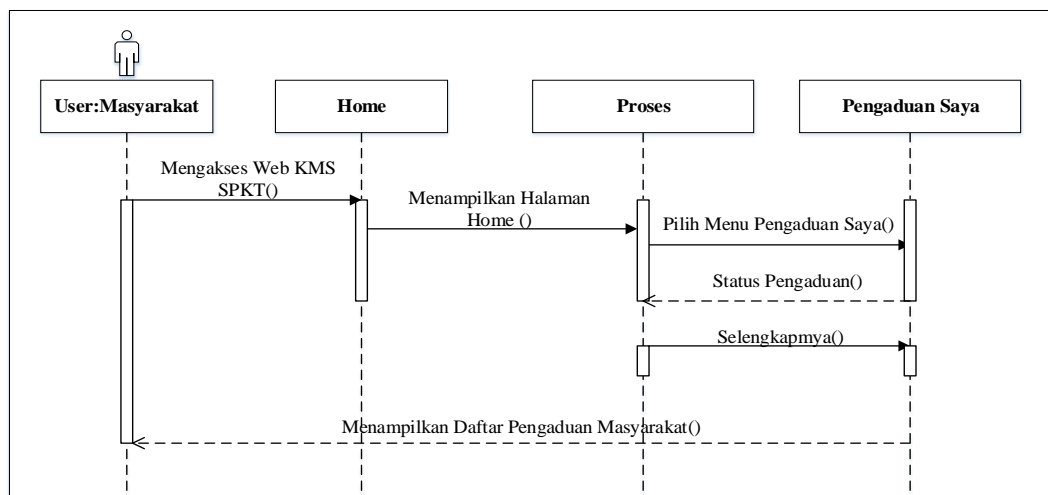 User:Masyarakat
Home
Proses
Pengaduan Saya
Mengakses Web KMS
SPKT()
Menampilkan Halaman
Home ()
Pilih Menu Pengaduan Saya()
Status Pengaduan()
Selengkapmya()
Menampilkan Daftar Pengaduan Masyarakat()